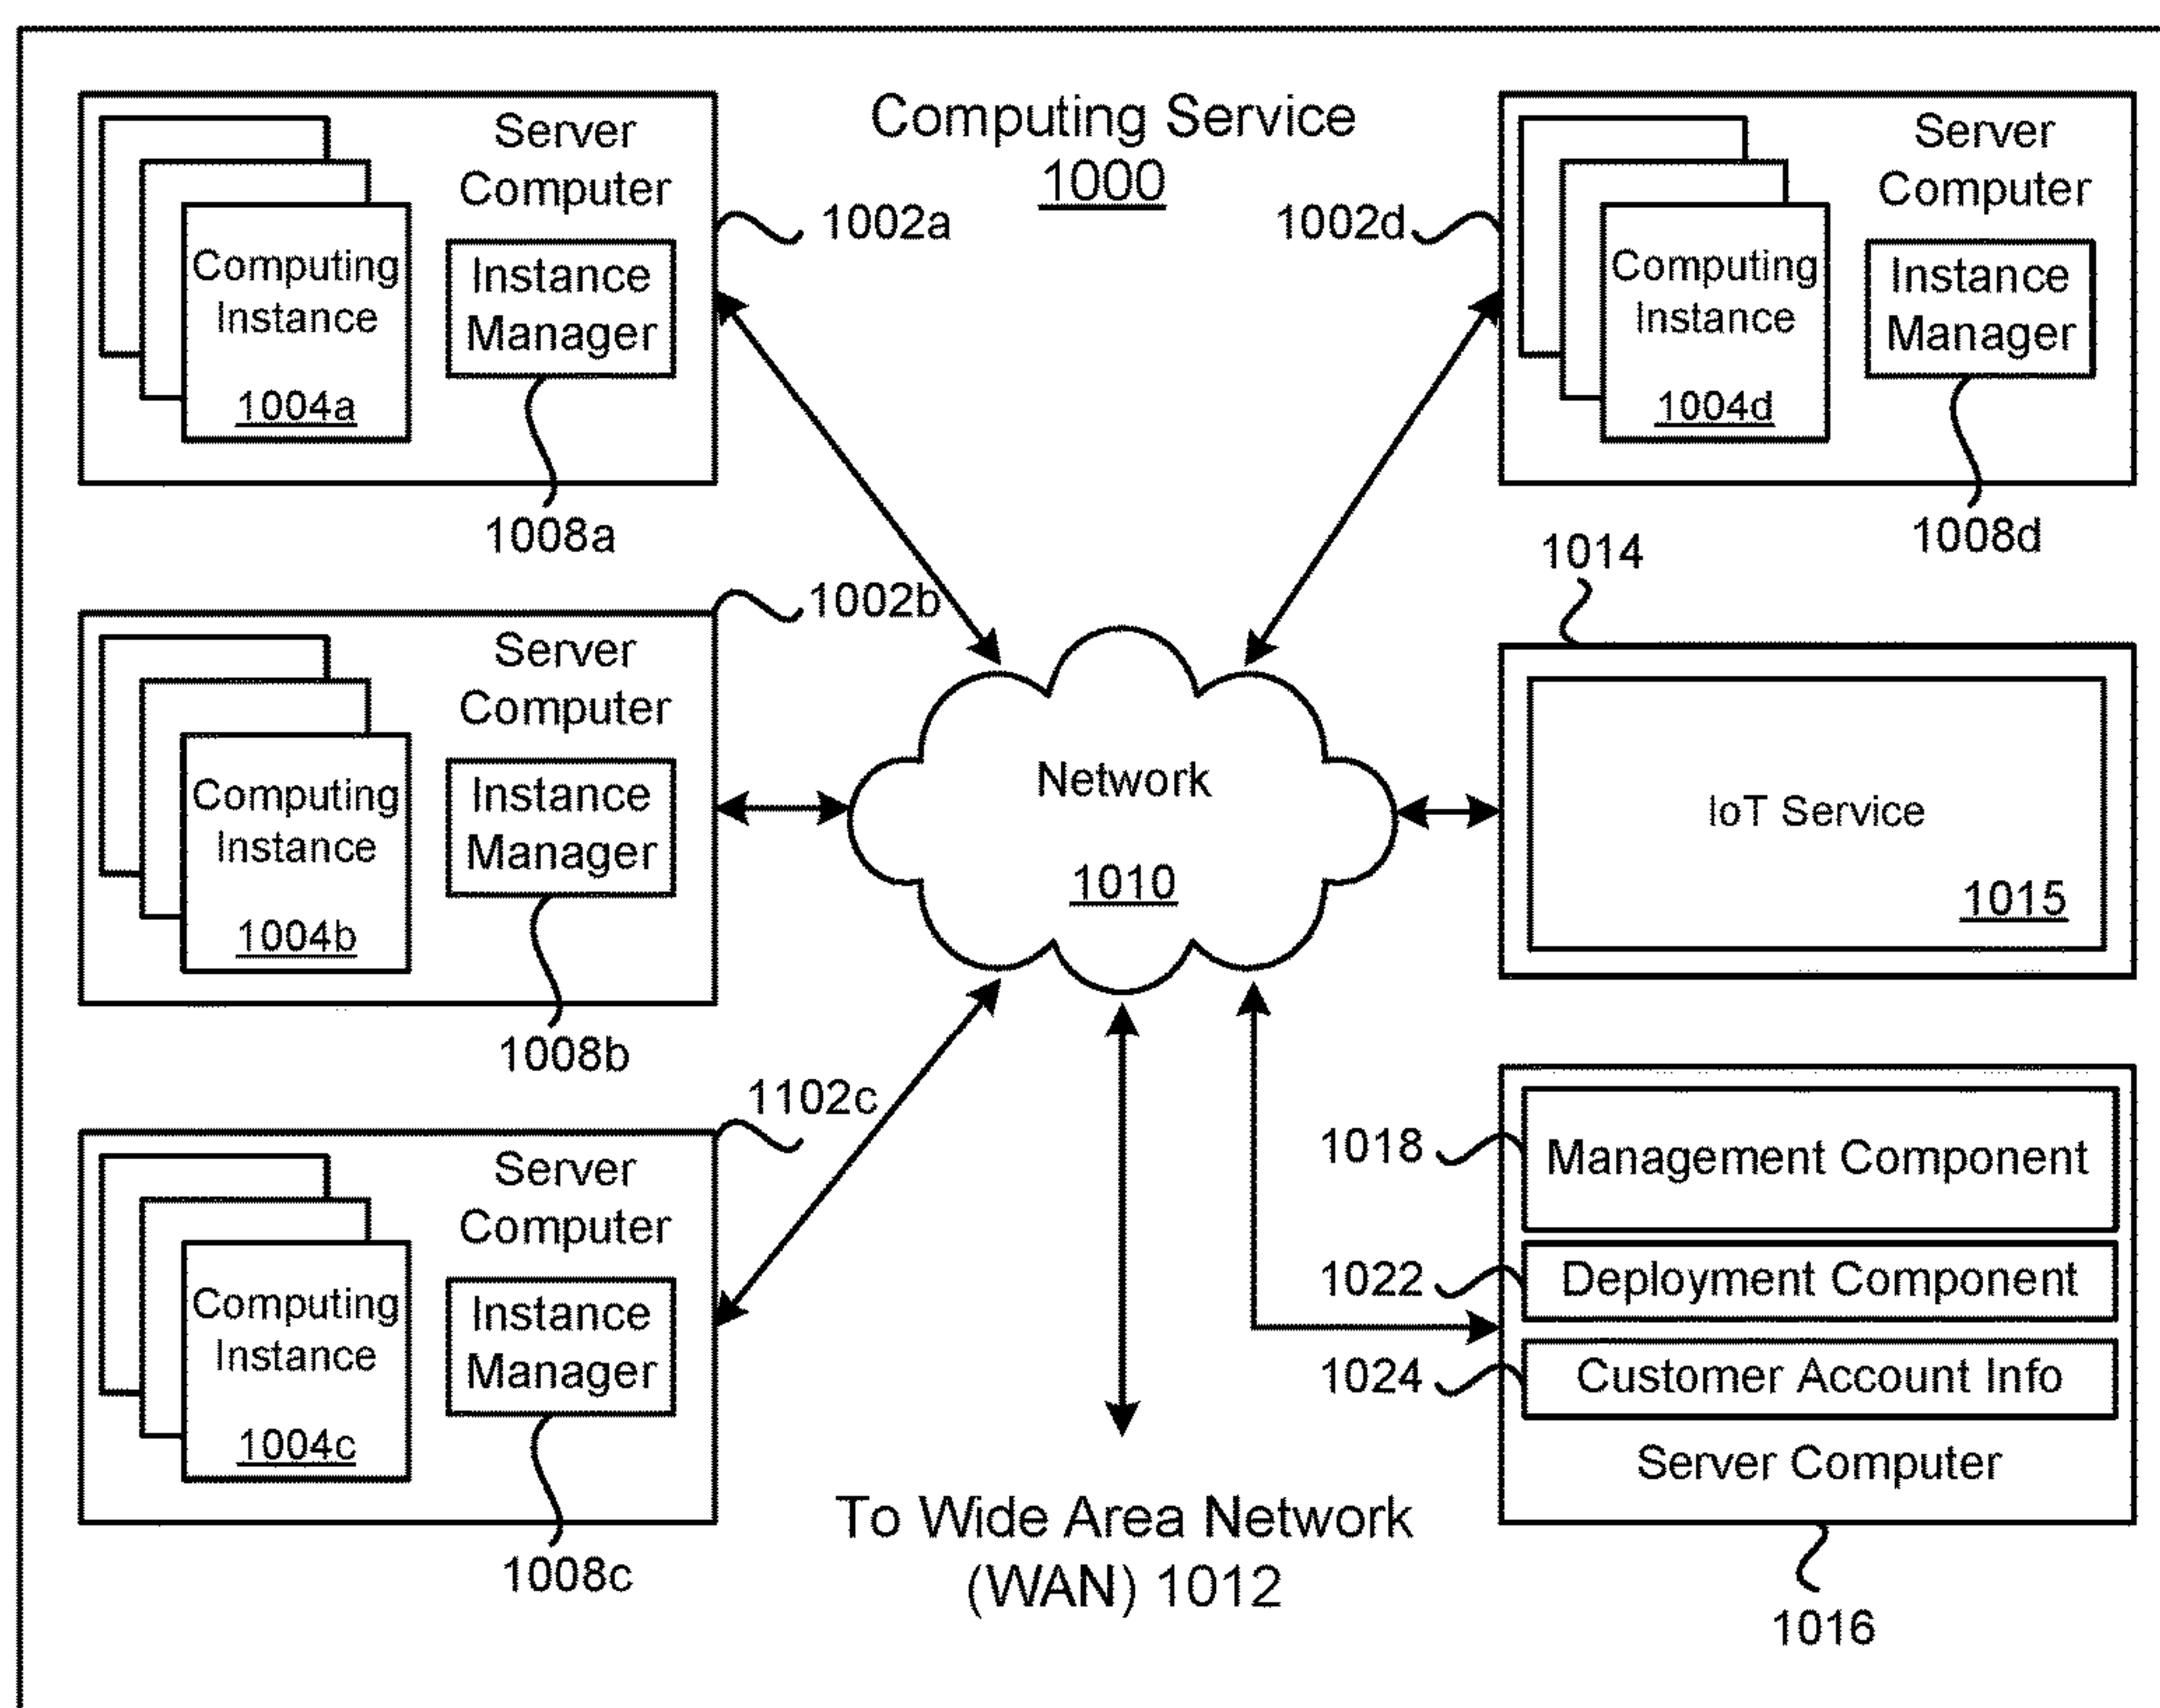 Computing Service
1000
Server
Computer
1002a
Computing
Instance
1004a
Instance
Manager
1008a
Server
Computer
1002d
Computing
Instance
1004d
Instance
Manager
1008d
Server
Computer
1002b
Computing
Instance
1004b
Instance
Manager
1008b
Network
1010
1014
IoT Service
1015
Server
Computer
1102c
Computing
Instance
1004c
Instance
Manager
1008c
To Wide Area Network
(WAN) 1012
1018
Management Component
1022
Deployment Component
1024
Customer Account Info
Server Computer
1016